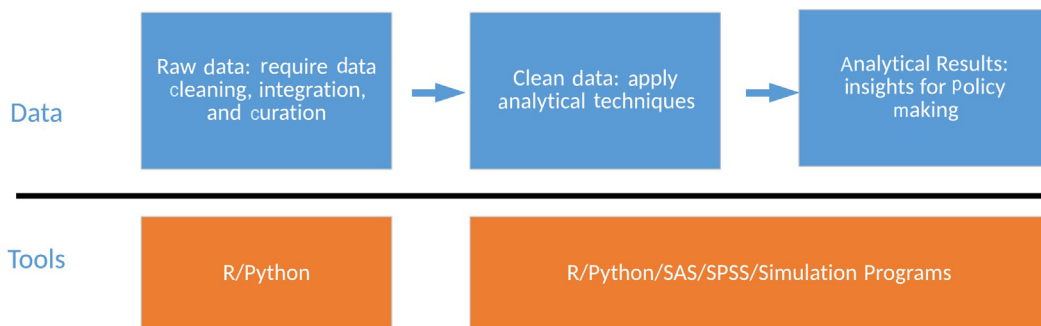 Data
Raw data: require data
cleaning, integration,
and curation
Clean data: apply
analytical techniques
Analytical Results:
insights for policy
making
Tools
R/Python
R/Python/SAS/SPSS/Simulation Programs